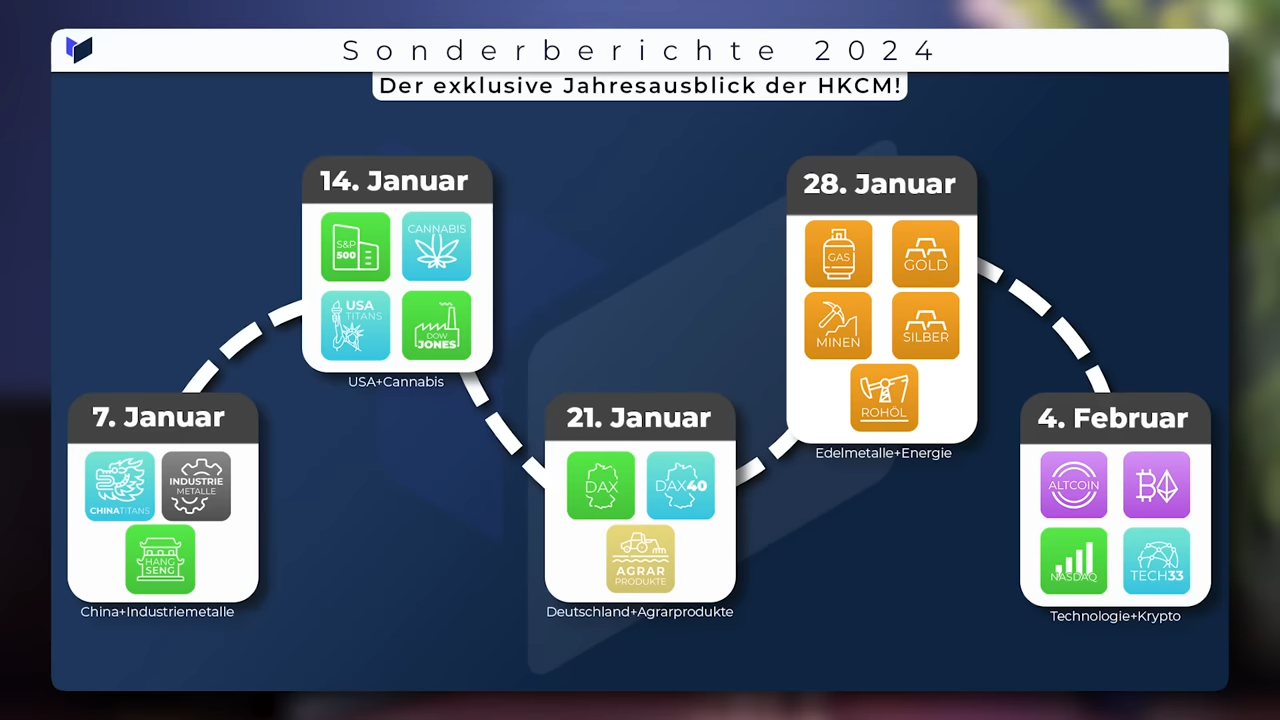 Sonderberichte 2024
Der exklusive Jahresausblick der HKCM!
7. Januar
CHINATITANS
INDUSTRIE
METALLE
HANG
SENG
China+Industriemetalle
14. Januar
S&P
500
CANNABIS
USA
TITANS
DOW
JONES
USA+Cannabis
21. Januar
DAX
DAX40
AGRAR
PRODUKTE
Deutschland+Agrarprodukte
28. Januar
GAS
GOLD
MINEN
SILBER
ROHÖL
Edelmetalle+Energie
4. Februar
ALTCOIN
NASDAQ
TECH33
Technologie+Krypto